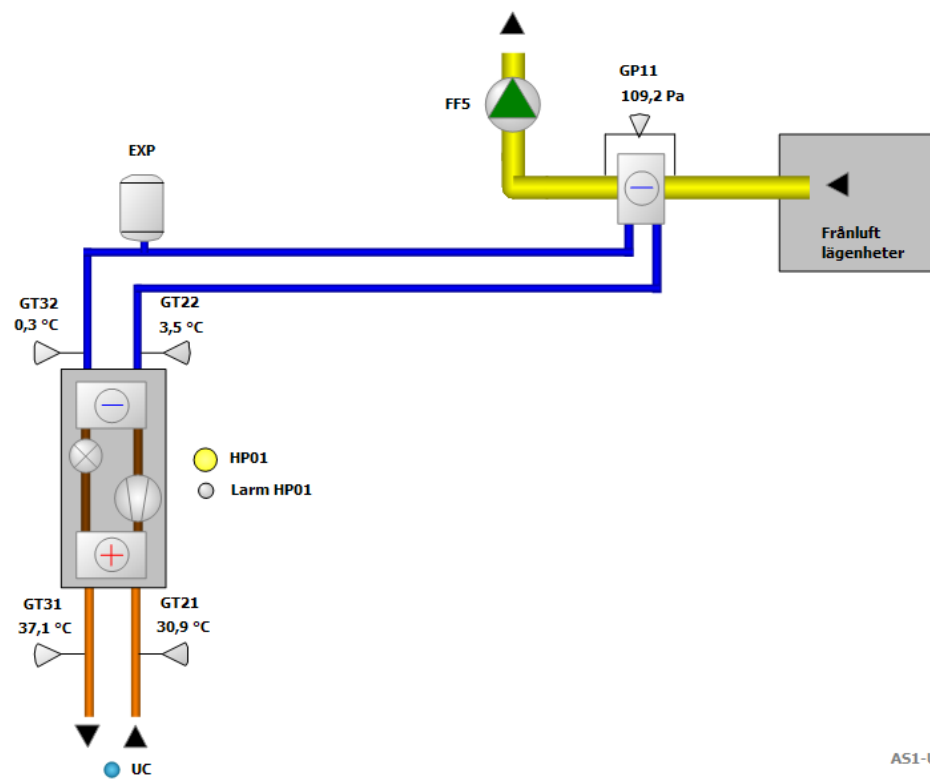 GP11
109,2 Pa
FF5
EXP
Frånluft
lägenheter
GT32
0,3 °C
GT22
3,5 °C
HP01
Larm HP01
GT31
37,1 °C
GT21
30,9 °C
UC